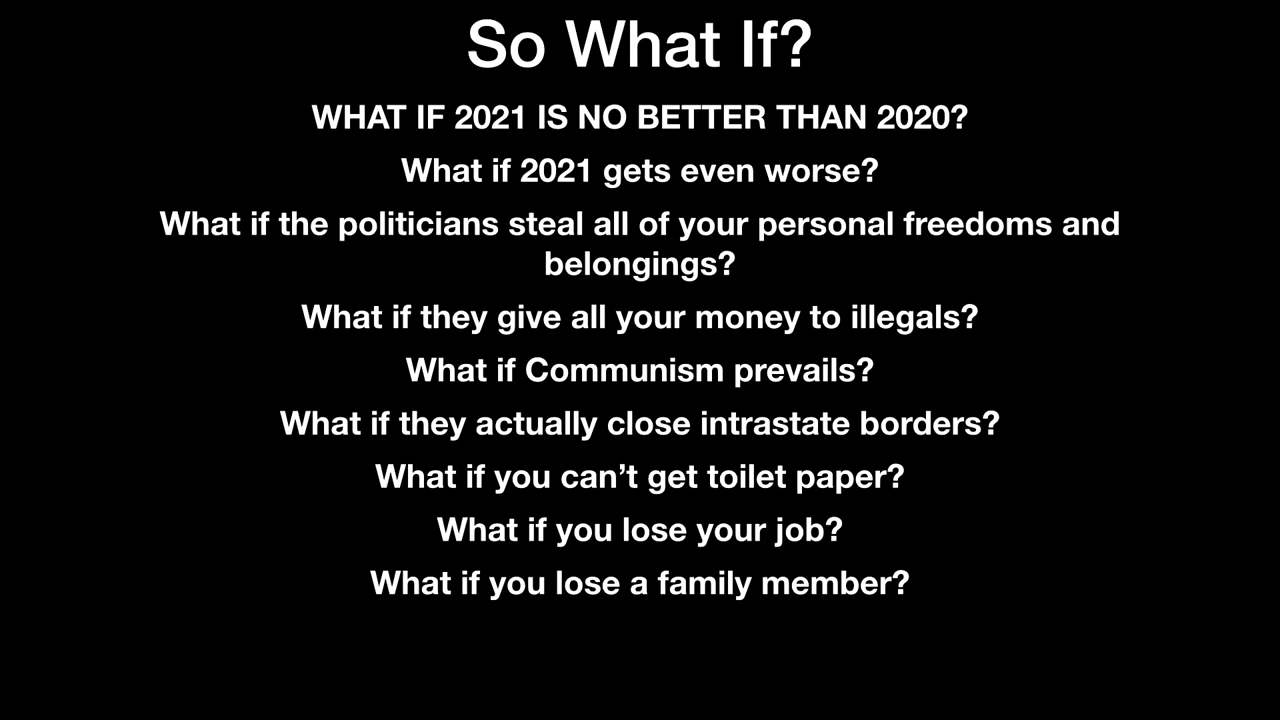 So What If?
WHAT IF 2021 IS NO BETTER THAN 2020?
What if 2021 gets even worse?
What if the politicians steal all of your personal freedoms and
belongings?
What if they give all your money to illegals?
What if Communism prevails?
What if they actually close intrastate borders?
What if you can’t get toilet paper?
What if you lose your job?
What if you lose a family member?